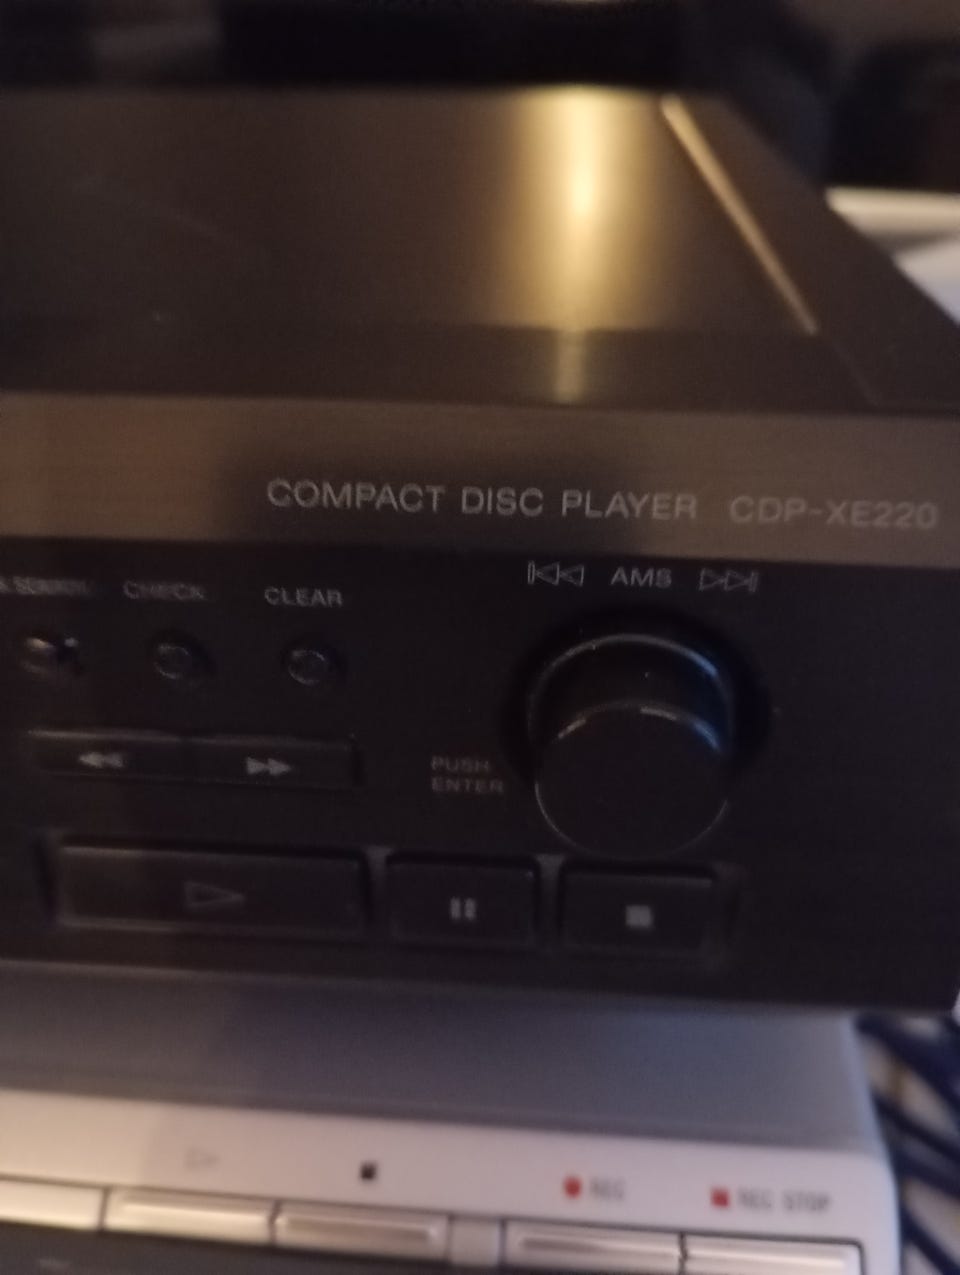 COMPACT DISC PLAYER CDP-XE220
AMS
CHECK
CLEAR
PUSH
ENTER
REC
REC STOP